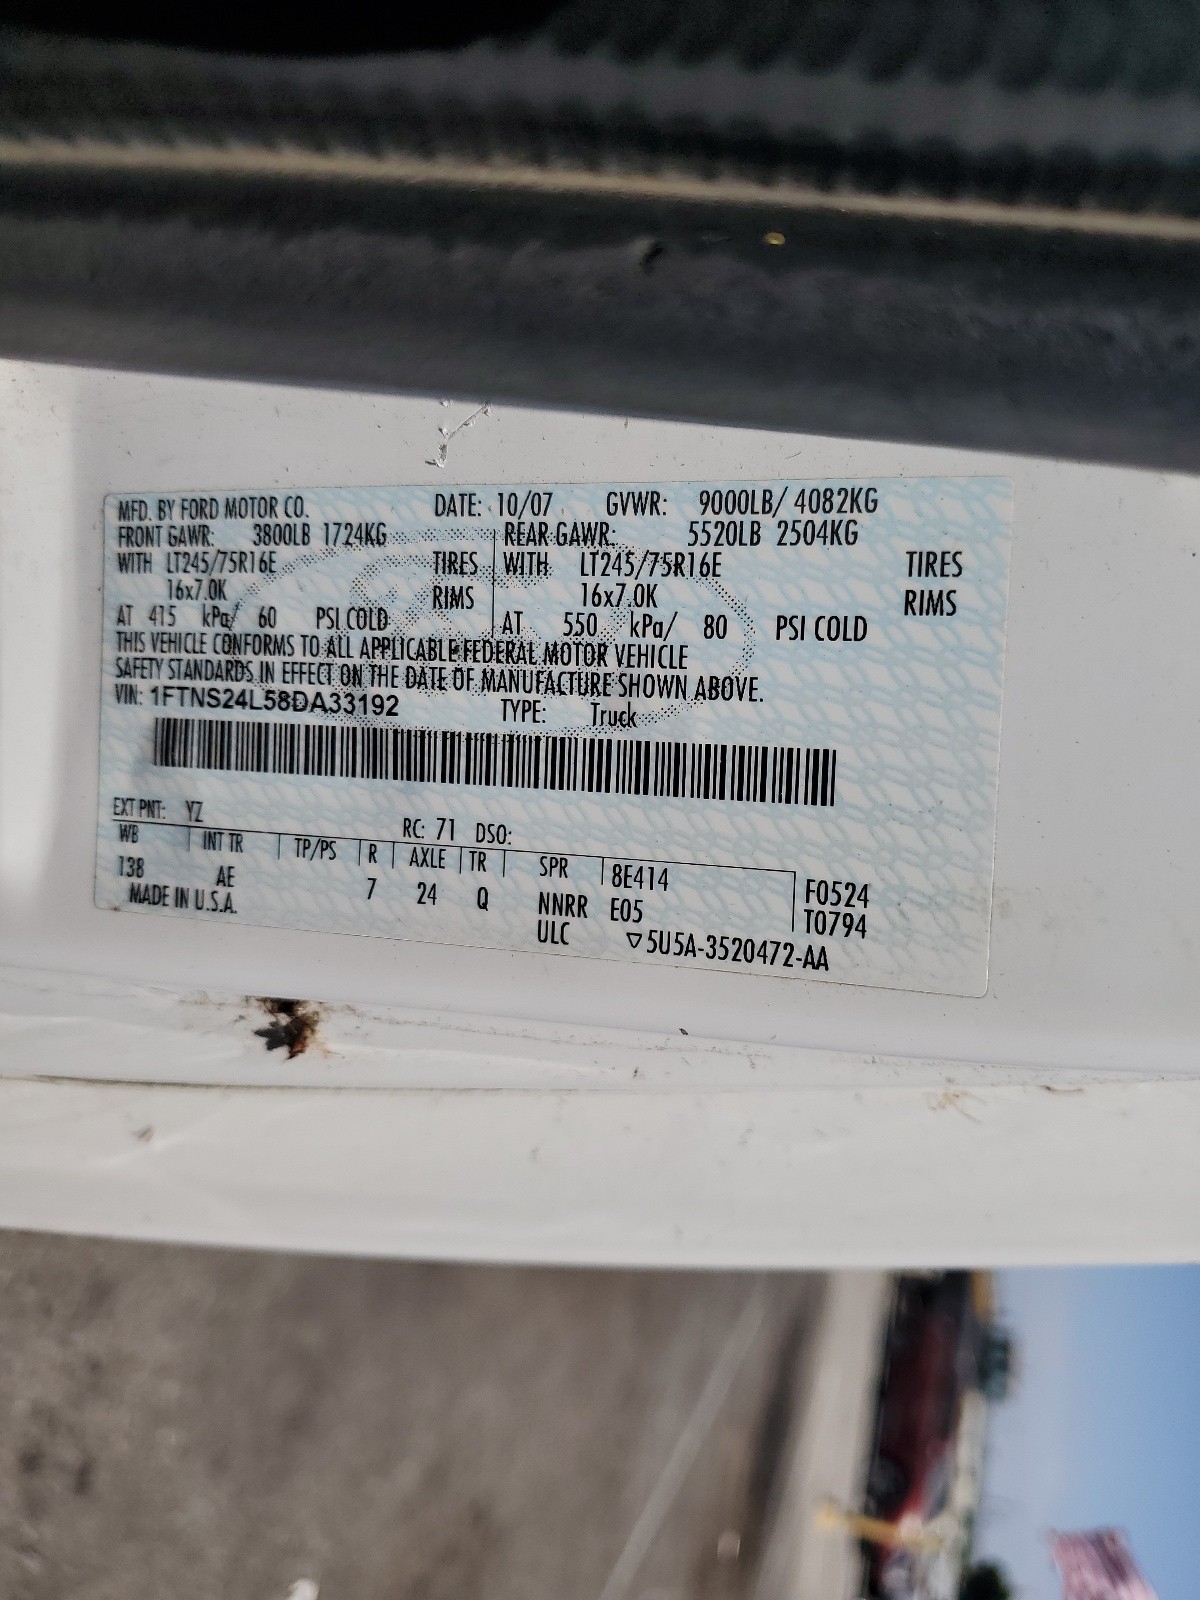 MFD. BY FORD MOTOR CO. DATE: 10/07 GVWR: 9000LB/ 4082KG
FRONT GAWR: 3800LB 1724KG REAR GAWR: 5520LB 2504KG
WITH LT245/75R16E TIRES WITH LT245/75R16E TIRES
16x7.0K RIMS 16x7.0K RIMS
AT 415 kPa/ 60 PSI COLD AT 550 kPa/ 80 PSI COLD
THIS VEHICLE CONFORMS TO ALL APPLICABLE FEDERAL MOTOR VEHICLE
SAFETY STANDARDS IN EFFECT ON THE DATE OF MANUFACTURE SHOWN ABOVE.
VIN: 1FTNS24L58DA33192 TYPE: Truck
EXT PNT: YZ RC: 71 DSO:
WB INT TR TP/PS R AXLE TR SPR 8E414 F0524
138 AE 7 24 Q NNRR E05 T0794
MADE IN U.S.A. ULC ▽5U5A-3520472-AA